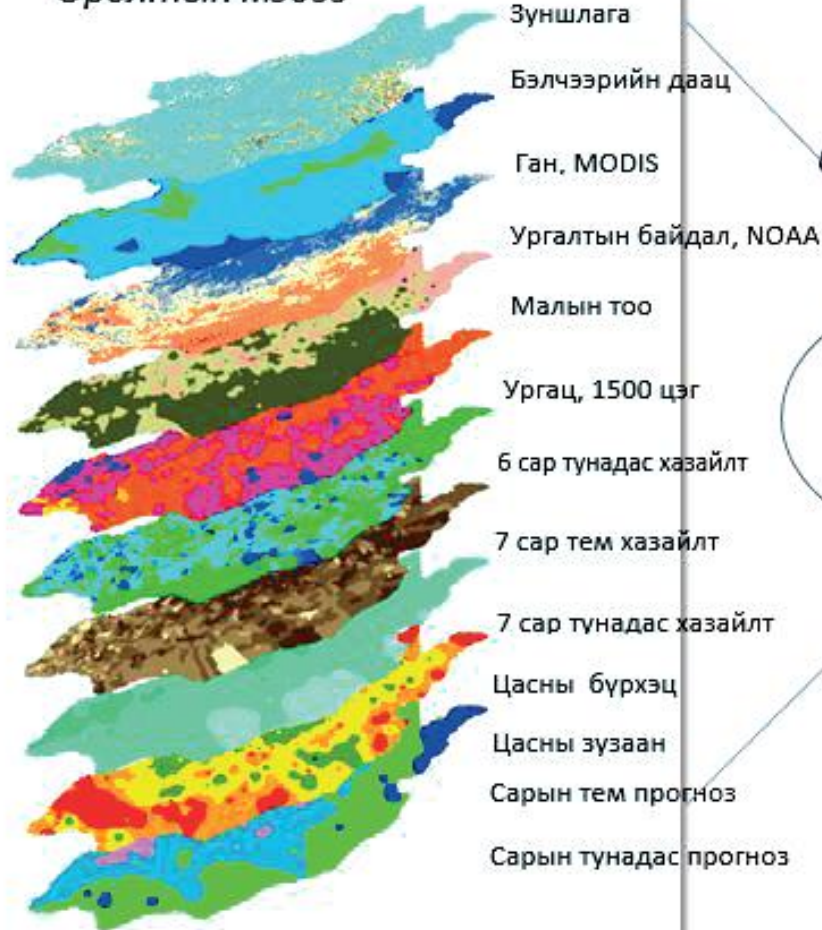 Зуншлага
Бэлчээрийн даац
Ган, MODIS
Ургалтын байдал, NOAA
Малын тоо
Ургац, 1500 цэг
6 сар тунадас хазайлт
7 сар тем хазайлт
7 сар тунадас хазайлт
Цасны бүрхэц
Цасны зузаан
Сарын тем прогноз
Сарын тунадас прогноз